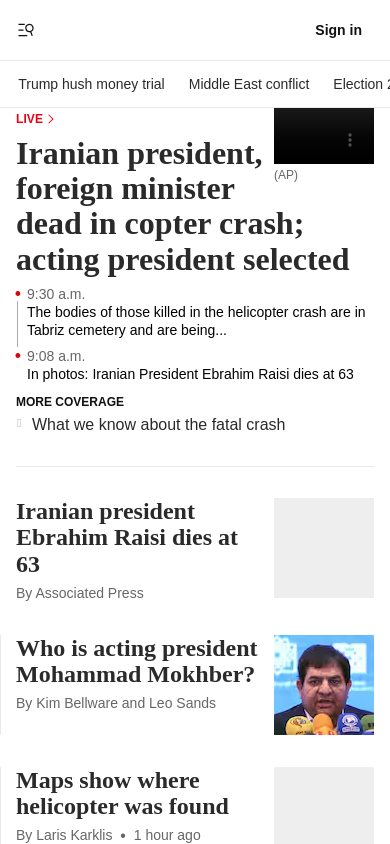 Sign in
Trump hush money trial Middle East conflict Election 2
LIVE
Iranian president,
foreign minister
dead in copter crash;
acting president selected
(AP)
9:30 a.m.
The bodies of those killed in the helicopter crash are in
Tabriz cemetery and are being...
9:08 a.m.
In photos: Iranian President Ebrahim Raisi dies at 63
MORE COVERAGE
What we know about the fatal crash
Iranian president
Ebrahim Raisi dies at
63
By Associated Press
Who is acting president
Mohammad Mokhber?
By Kim Bellware and Leo Sands
Maps show where
helicopter was found
By Laris Karklis • 1 hour ago